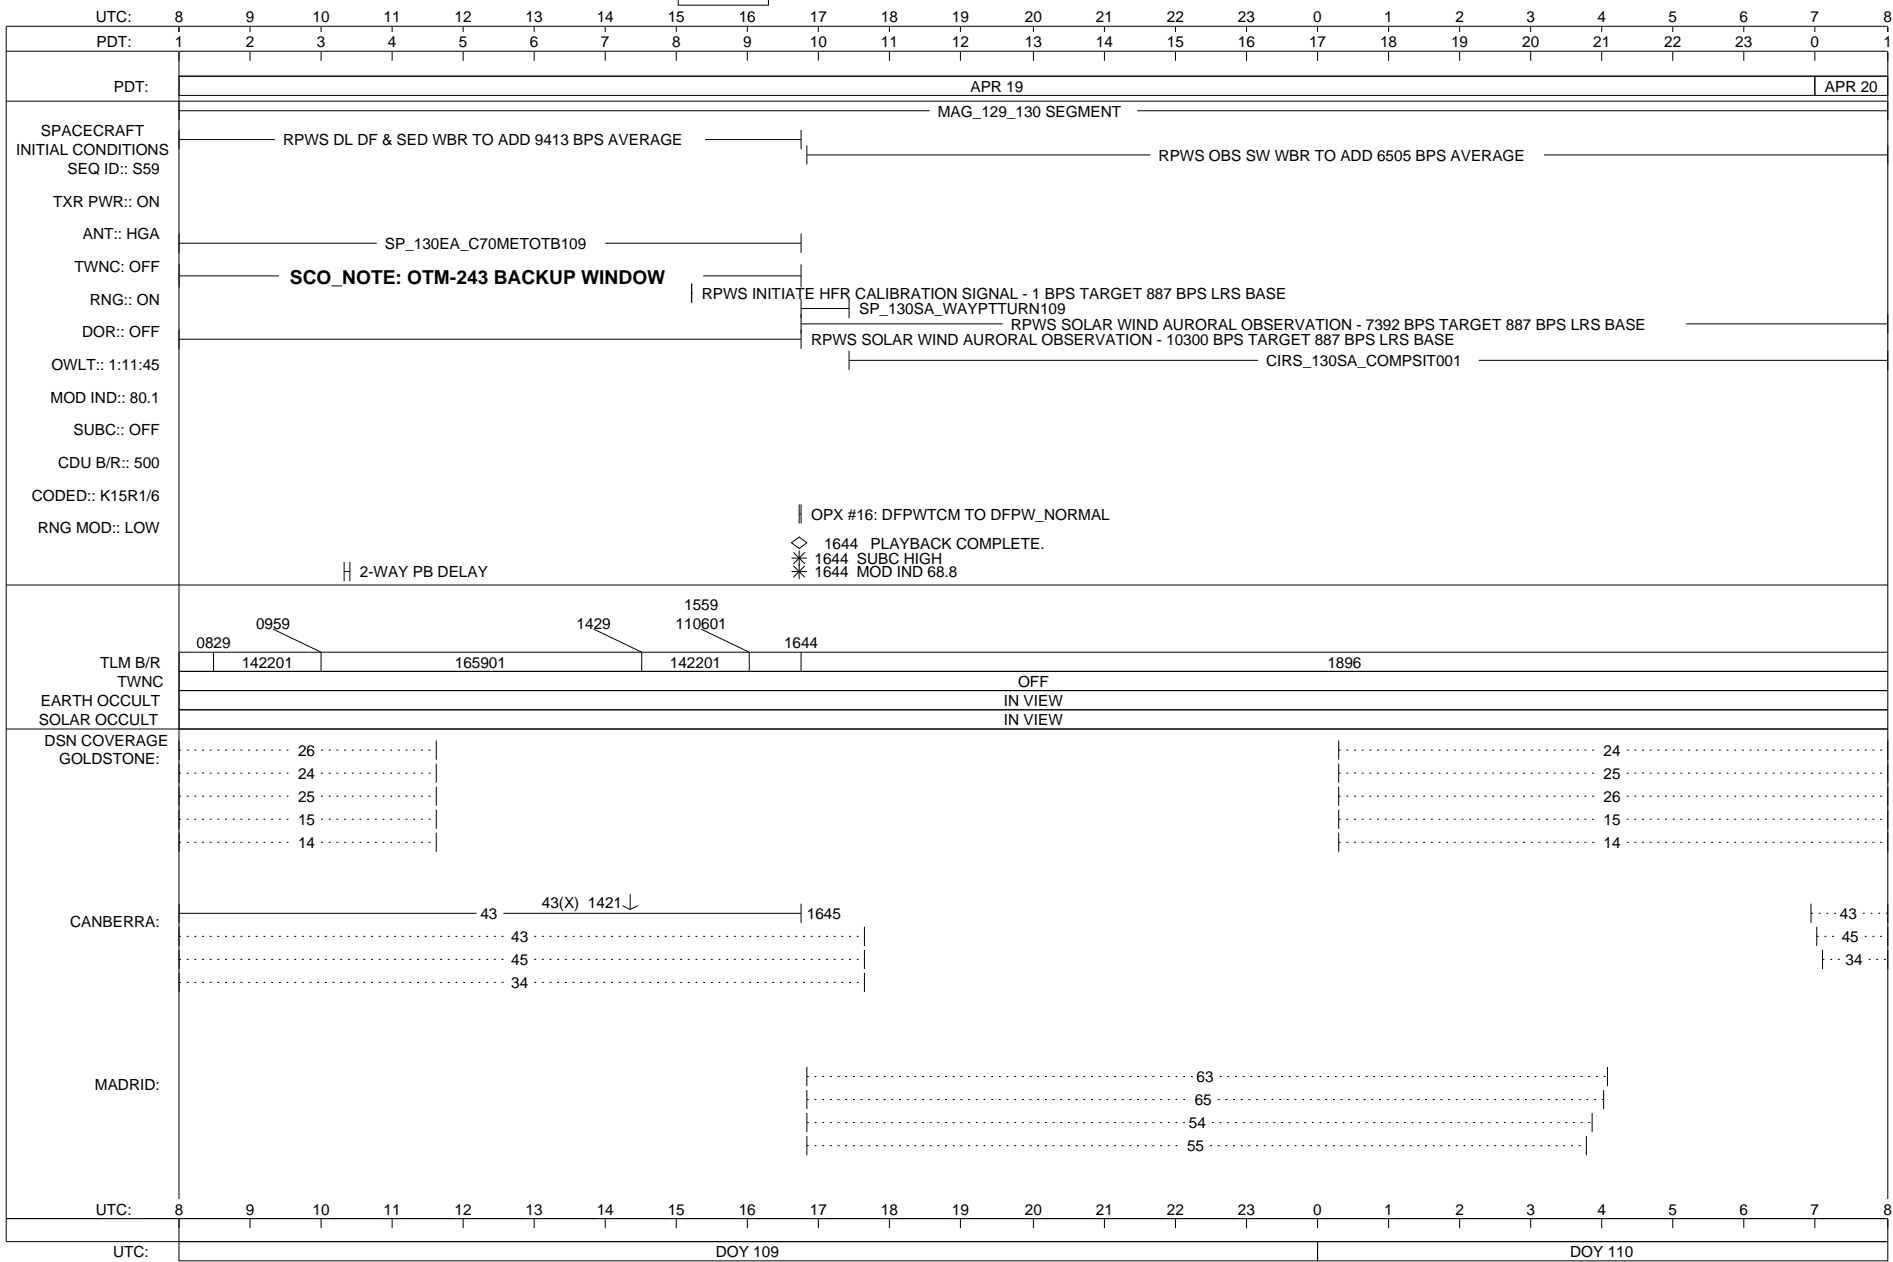 UTC: 8 9 10 11 12 13 14 15 16 17 18 19 20 21 22 23 0 1 2 3 4 5 6 7 8
PDT: 1 2 3 4 5 6 7 8 9 10 11 12 13 14 15 16 17 18 19 20 21 22 23 0 1
PDT: APR 19 APR 20
MAG_129_130 SEGMENT
SPACECRAFT
INITIAL CONDITIONS
SEQ ID:: S59
RPWS DL DF & SED WBR TO ADD 9413 BPS AVERAGE
RPWS OBS SW WBR TO ADD 6505 BPS AVERAGE
TXR PWR:: ON
ANT:: HGA
SP_130EA_C70METOTB109
TWNC: OFF
SCO_NOTE: OTM-243 BACKUP WINDOW
RNG:: ON
RPWS INITIATE HFR CALIBRATION SIGNAL - 1 BPS TARGET 887 BPS LRS BASE
SP_130SA_WAYPTTURN109
DOR:: OFF
RPWS SOLAR WIND AURORAL OBSERVATION - 7392 BPS TARGET 887 BPS LRS BASE
RPWS SOLAR WIND AURORAL OBSERVATION - 10300 BPS TARGET 887 BPS LRS BASE
OWLT:: 1:11:45
CIRS_130SA_COMPSIT001
MOD IND:: 80.1
SUBC:: OFF
CDU B/R:: 500
CODED:: K15R1/6
RNG MOD:: LOW
OPX #16: DFPWTCM TO DFPW_NORMAL
1644 PLAYBACK COMPLETE.
1644 SUBC HIGH
2-WAY PB DELAY
1644 MOD IND 68.8
1559
0959 1429 110601
0829 1644
TLM B/R 142201 165901 142201 1896
TWNC OFF
EARTH OCCULT IN VIEW
SOLAR OCCULT IN VIEW
DSN COVERAGE
GOLDSTONE:
26 24
24 25
25 26
15 15
14 14
43(X) 1421
CANBERRA: 43 1645 43
43 45
45 34
34
MADRID: 63
65
54
55
UTC: 8 9 10 11 12 13 14 15 16 17 18 19 20 21 22 23 0 1 2 3 4 5 6 7 8
UTC: DOY 109 DOY 110